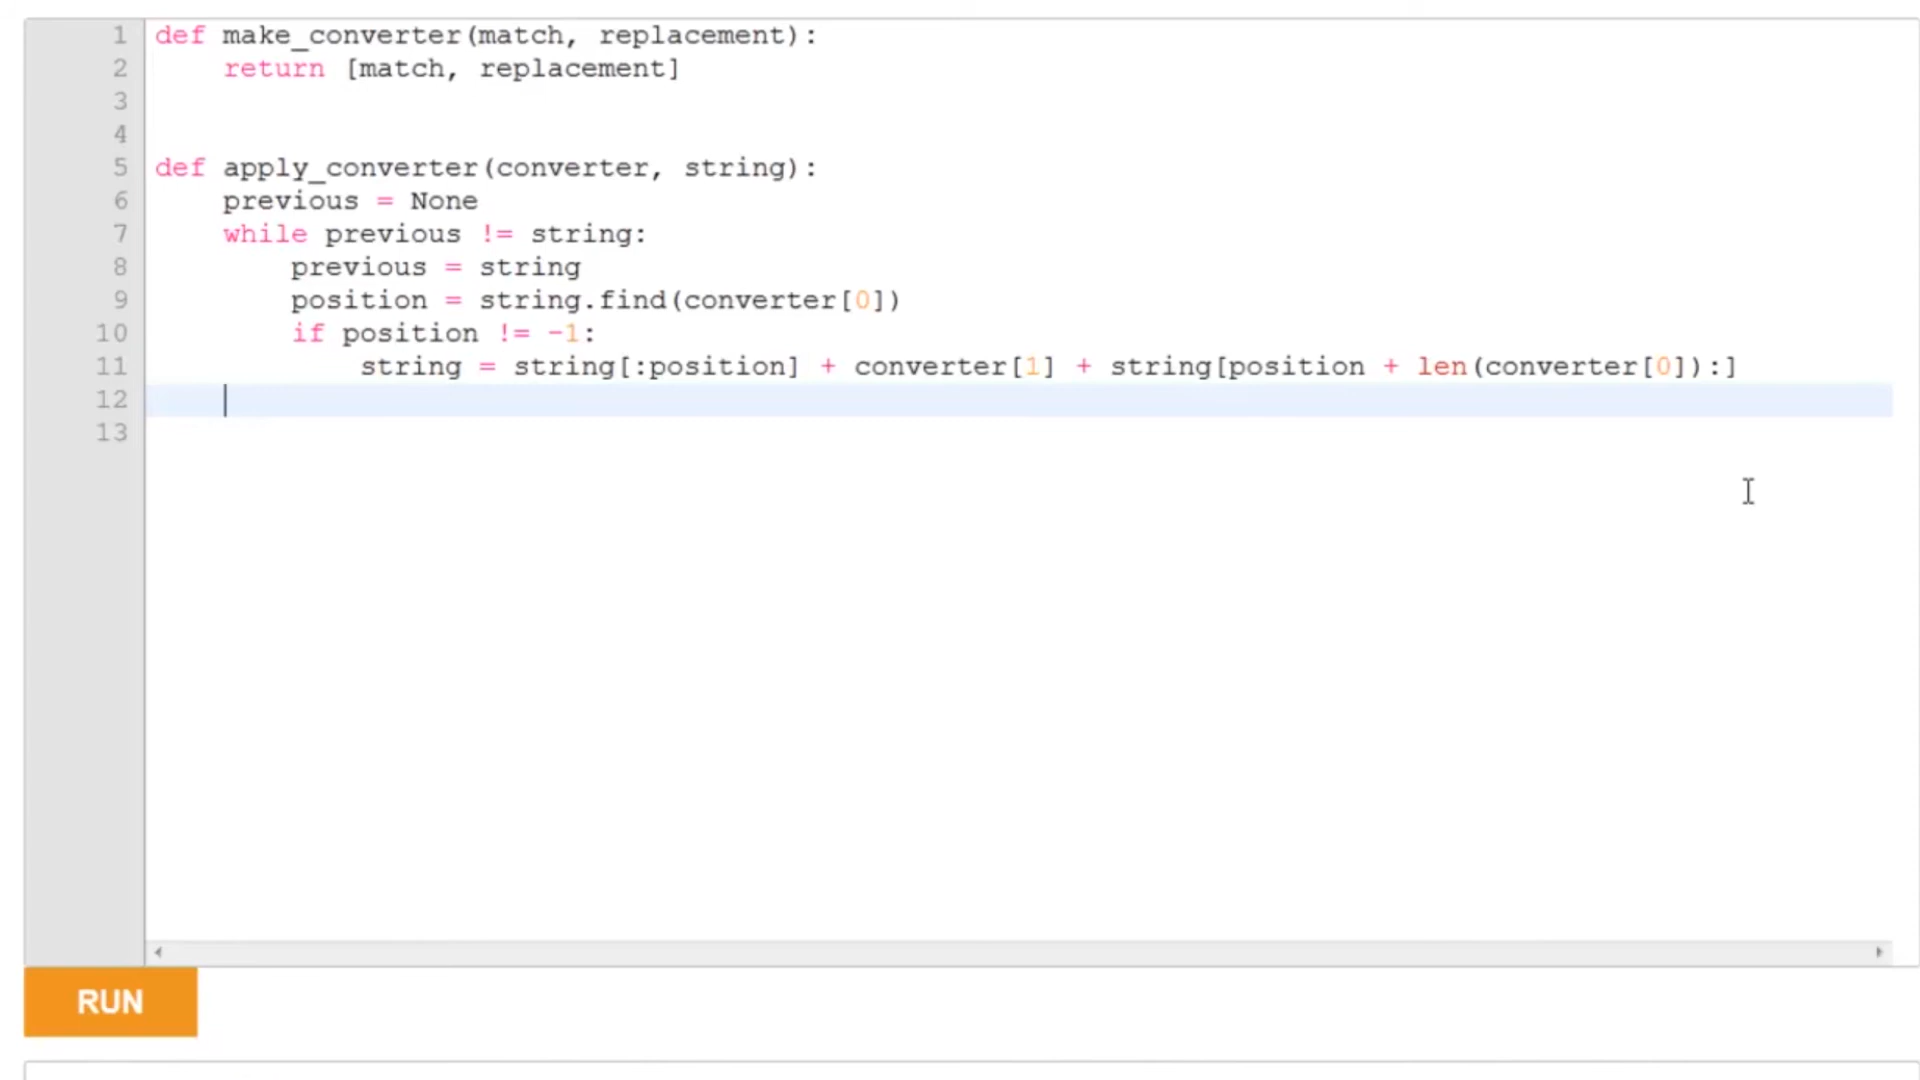 1 def make_converter(match, replacement):
2     return [match, replacement]
3
4
5 def apply_converter(converter, string):
6     previous = None
7     while previous != string:
8         previous = string
9         position = string.find(converter[0])
10         if position != -1:
11             string = string[:position] + converter[1] + string[position + len(converter[0]):]
12
13
RUN